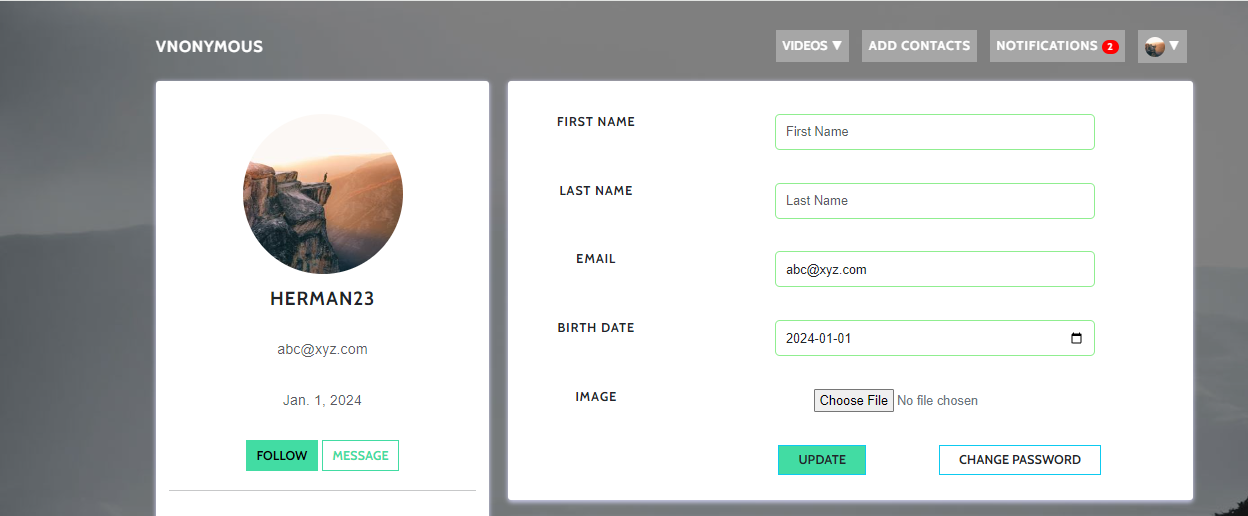 VNONYMOUS
VIDEOS ▼ ADD CONTACTS NOTIFICATIONS 2 ▼
HERMAN23
abc@xyz.com
Jan. 1, 2024
FOLLOW MESSAGE
FIRST NAME First Name
LAST NAME Last Name
EMAIL abc@xyz.com
BIRTH DATE 2024-01-01
IMAGE Choose File No file chosen
UPDATE CHANGE PASSWORD